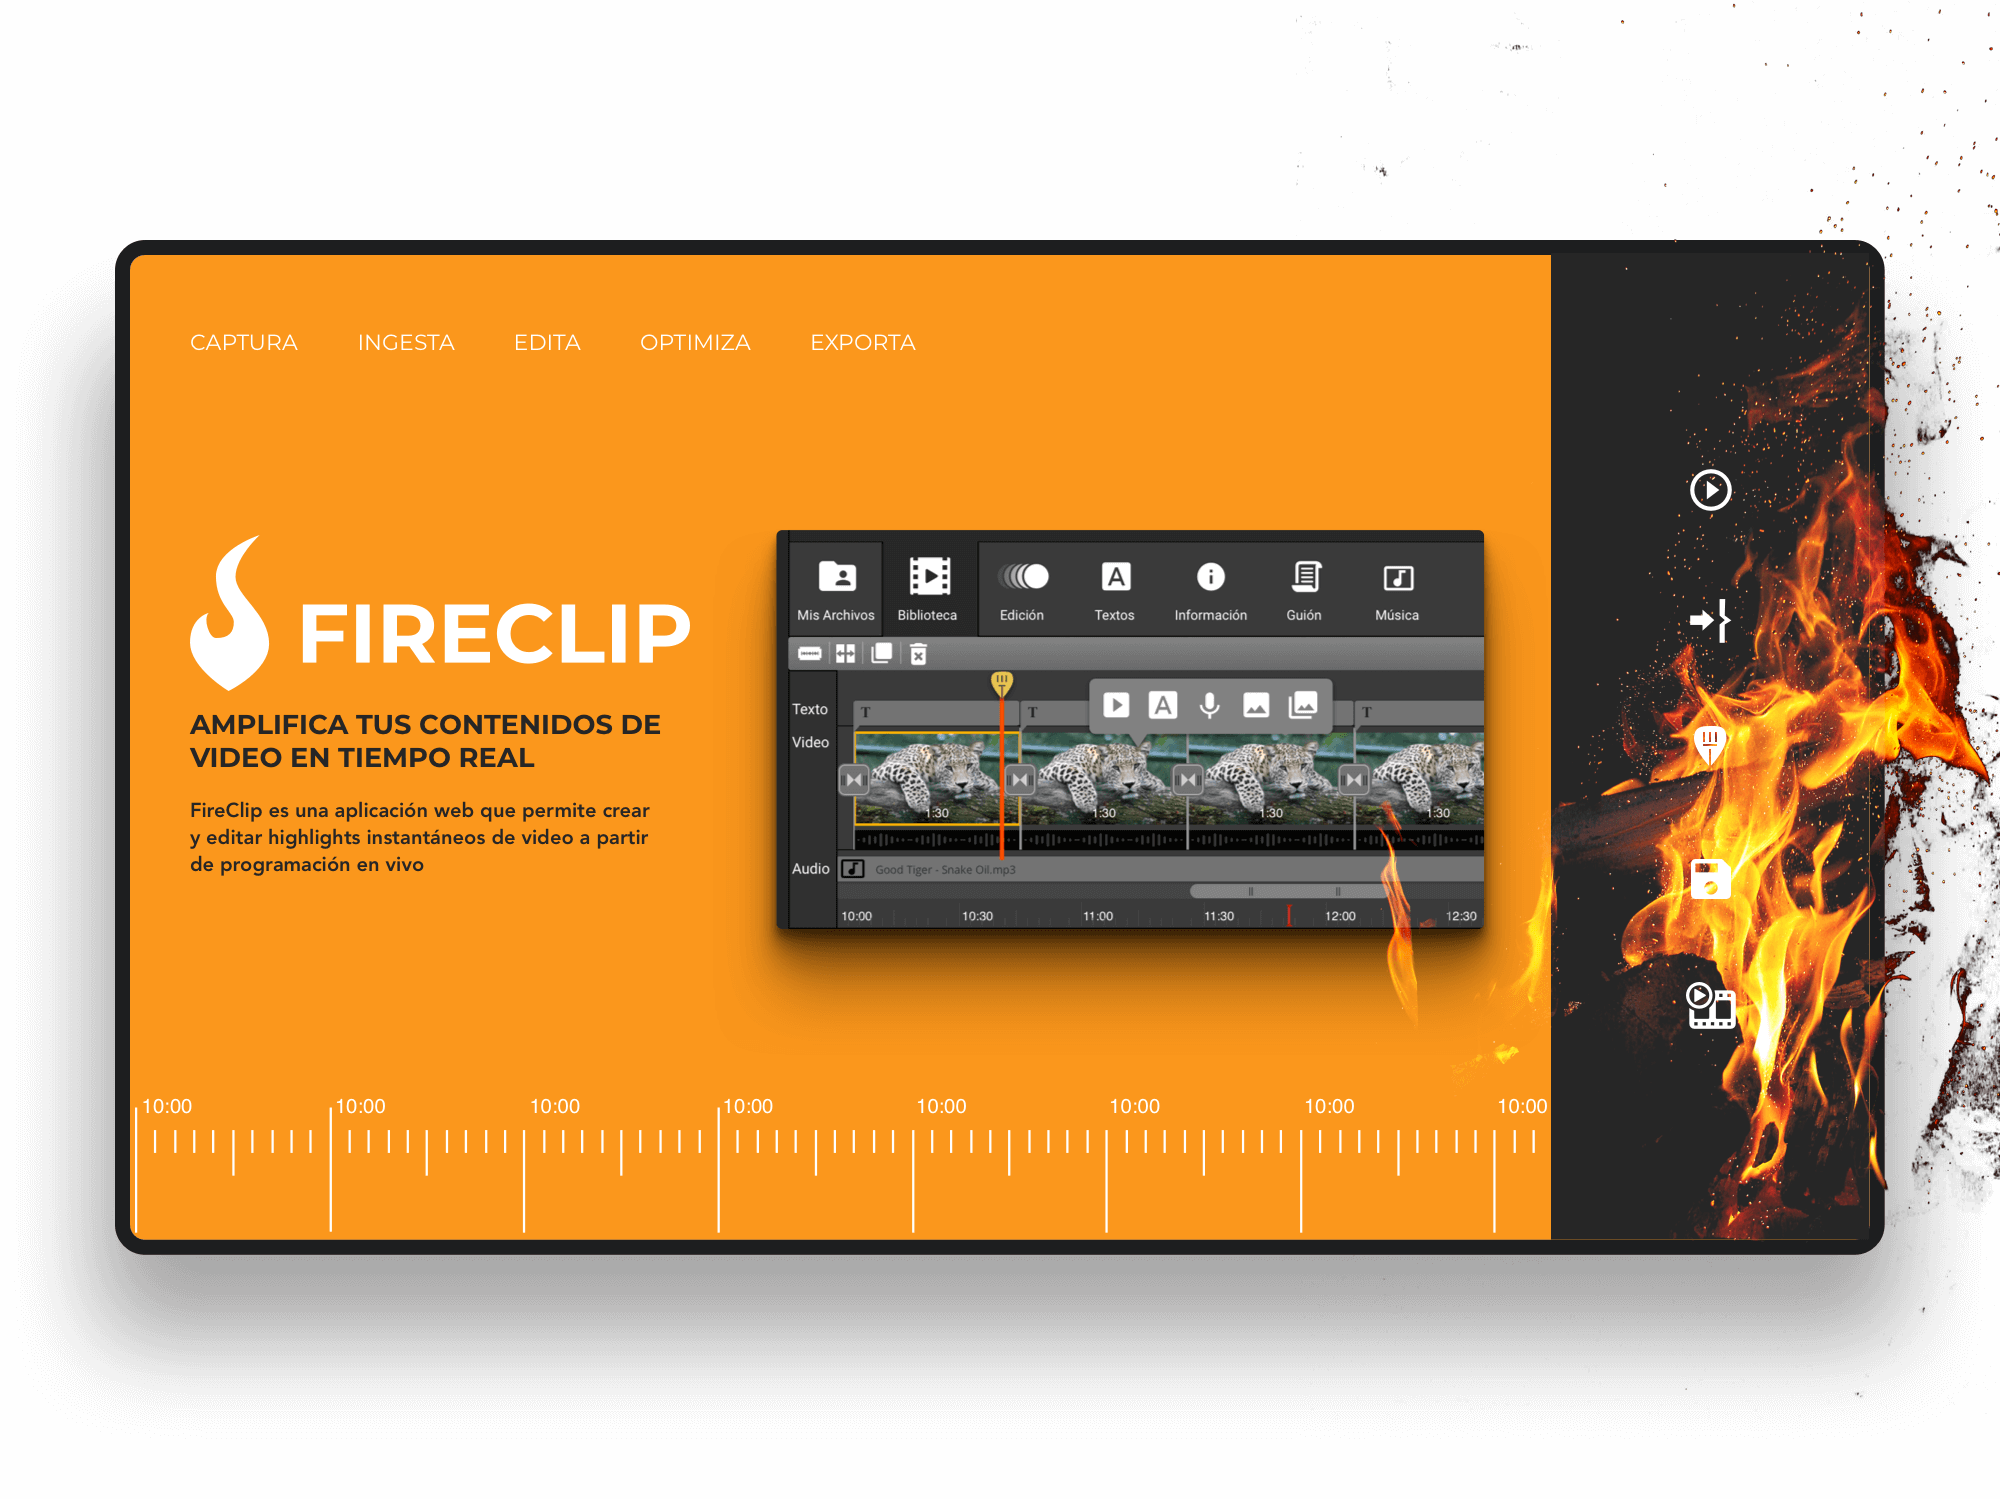 CAPTURA INGESTA EDITA OPTIMIZA EXPORTA
FIRECLIP
AMPLIFICA TUS CONTENIDOS DE
VIDEO EN TIEMPO REAL
FireClip es una aplicación web que permite crear
y editar highlights instantáneos de video a partir
de programación en vivo
Mis Archivos Biblioteca Edición Textos Información Guión Música
Texto T T T
Video
1:30 1:30 1:30 1:30
Audio Good Tiger - Snake Oil.mp3
10:00 10:30 11:00 11:30 12:00 12:30
10:00 10:00 10:00 10:00 10:00 10:00 10:00 10:00